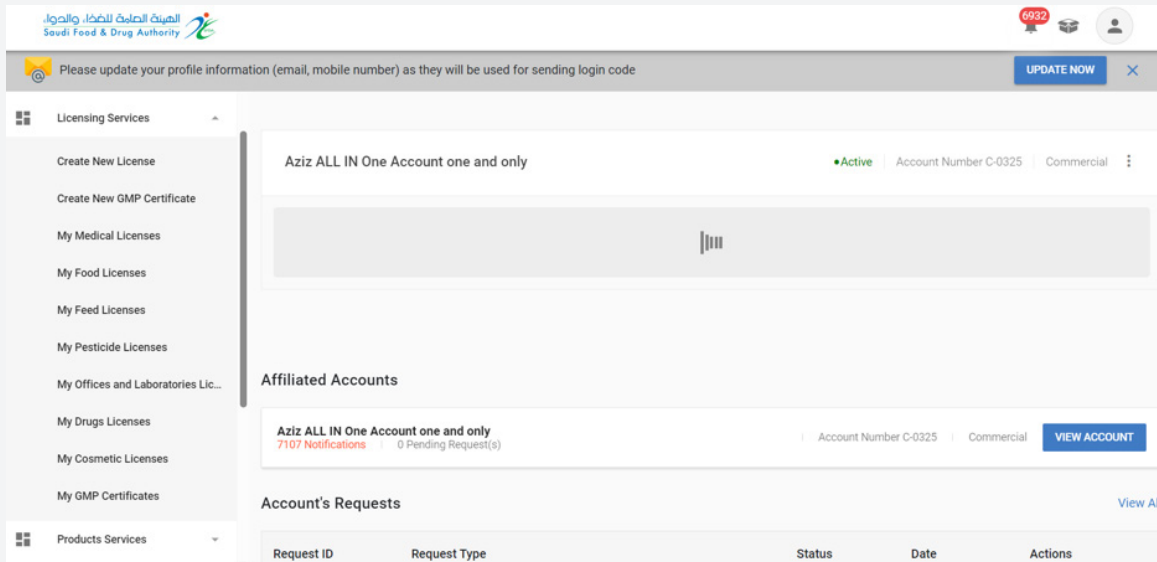 الهيئة العامة للغذاء والدواء
Saudi Food & Drug Authority
6932
Please update your profile information (email, mobile number) as they will be used for sending login code
UPDATE NOW
Licensing Services
Create New License
Create New GMP Certificate
My Medical Licenses
My Food Licenses
My Feed Licenses
My Pesticide Licenses
My Offices and Laboratories Lic...
My Drugs Licenses
My Cosmetic Licenses
My GMP Certificates
Products Services
Aziz ALL IN One Account one and only
Active Account Number C-0325 Commercial
Affiliated Accounts
Aziz ALL IN One Account one and only
7107 Notifications 0 Pending Request(s)
Account Number C-0325 Commercial VIEW ACCOUNT
Account's Requests View Al
Request ID Request Type Status Date Actions